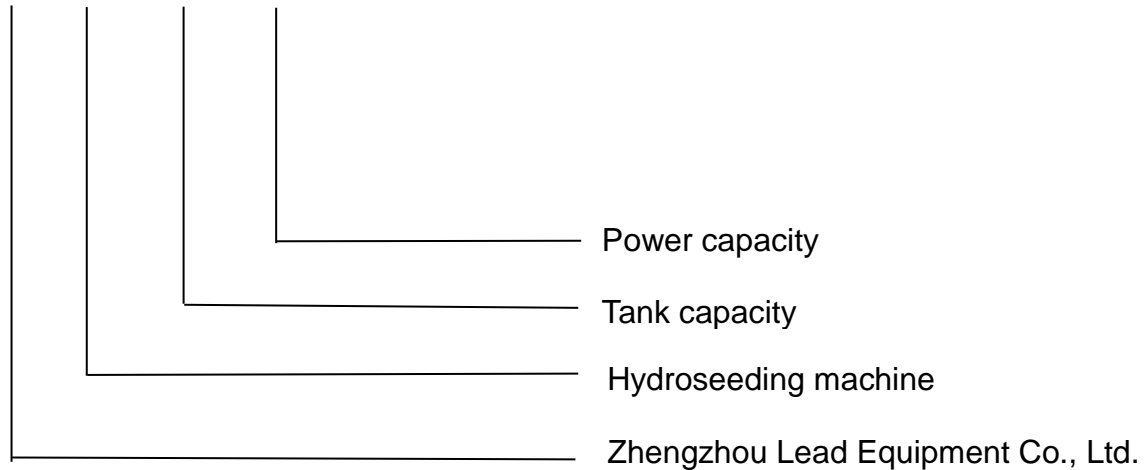 Power capacity
Tank capacity
Hydroseeding machine
Zhengzhou Lead Equipment Co., Ltd.